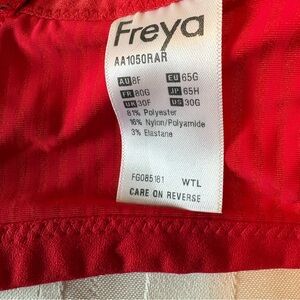 Freya
AA1050RAR
AU 8F EU 65G
FR 80G JP 65H
UK 30F US 30G
81% Polyester
16% Nylon/Polyamide
3% Elastane
FG085181 WTL
CARE ON REVERSE